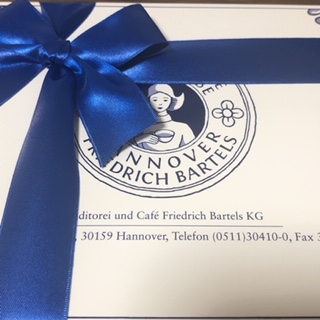 HANNOVER
FRIEDRICH BARTELS
ditorei und Café Friedrich Bartels KG
, 30159 Hannover, Telefon (0511)30410-0, Fax 3